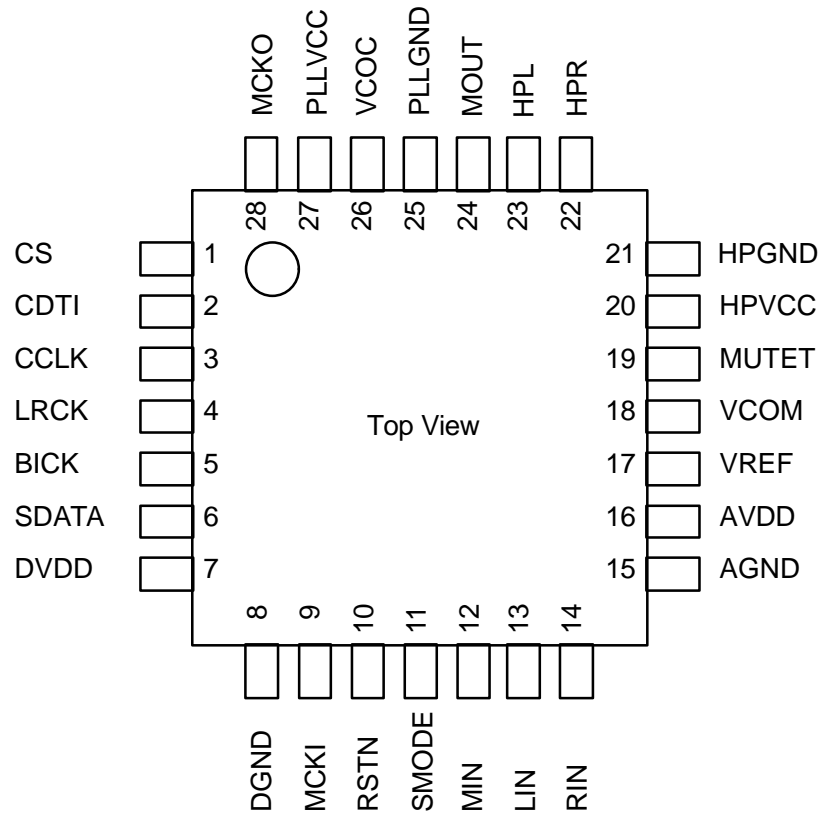 MCKO PLLVCC VCOC PLLGND MOUT HPL HPR
28 27 26 25 24 23 22
CS 1 21 HPGND
CDTI 2 20 HPVCC
CCLK 3 19 MUTET
LRCK 4 18 VCOM
Top View
BICK 5 17 VREF
SDATA 6 16 AVDD
DVDD 7 15 AGND
8 9 10 11 12 13 14
DGND MCKI RSTN SMODE MIN LIN RIN